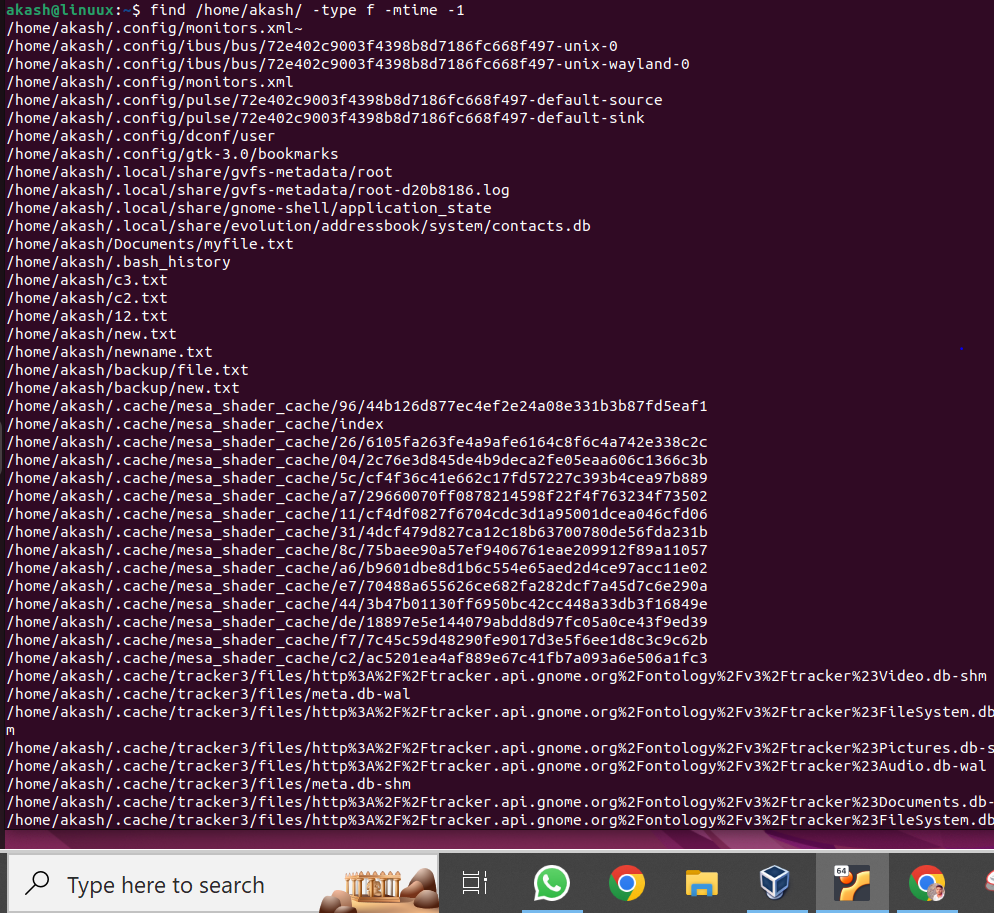 akash@linuux:~$ find /home/akash/ -type f -mtime -1
/home/akash/.config/monitors.xml~
/home/akash/.config/ibus/bus/72e402c9003f4398b8d7186fc668f497-unix-0
/home/akash/.config/ibus/bus/72e402c9003f4398b8d7186fc668f497-unix-wayland-0
/home/akash/.config/monitors.xml
/home/akash/.config/pulse/72e402c9003f4398b8d7186fc668f497-default-source
/home/akash/.config/pulse/72e402c9003f4398b8d7186fc668f497-default-sink
/home/akash/.config/dconf/user
/home/akash/.config/gtk-3.0/bookmarks
/home/akash/.local/share/gvfs-metadata/root
/home/akash/.local/share/gvfs-metadata/root-d20b8186.log
/home/akash/.local/share/gnome-shell/application_state
/home/akash/.local/share/evolution/addressbook/system/contacts.db
/home/akash/Documents/myfile.txt
/home/akash/.bash_history
/home/akash/c3.txt
/home/akash/c2.txt
/home/akash/12.txt
/home/akash/new.txt
/home/akash/newname.txt
/home/akash/backup/file.txt
/home/akash/backup/new.txt
/home/akash/.cache/mesa_shader_cache/96/44b126d877ec4ef2e24a08e331b3b87fd5eaf1
/home/akash/.cache/mesa_shader_cache/index
/home/akash/.cache/mesa_shader_cache/26/6105fa263fe4a9afe6164c8f6c4a742e338c2c
/home/akash/.cache/mesa_shader_cache/04/2c76e3d845de4b9deca2fe05eaa606c1366c3b
/home/akash/.cache/mesa_shader_cache/5c/cf4f36c41e662c17fd57227c393b4cea97b889
/home/akash/.cache/mesa_shader_cache/a7/29660070ff0878214598f22f4f763234f73502
/home/akash/.cache/mesa_shader_cache/11/cf4df0827f6704cdc3d1a95001dcea046cfd06
/home/akash/.cache/mesa_shader_cache/31/4dcf479d827ca12c18b63700780de56fda231b
/home/akash/.cache/mesa_shader_cache/8c/75baee90a57ef9406761eae209912f89a11057
/home/akash/.cache/mesa_shader_cache/a6/b9601dbe8d1b6c554e65aed2d4ce97acc11e02
/home/akash/.cache/mesa_shader_cache/e7/70488a655626ce682fa282dcf7a45d7c6e290a
/home/akash/.cache/mesa_shader_cache/44/3b47b01130ff6950bc42cc448a33db3f16849e
/home/akash/.cache/mesa_shader_cache/de/18897e5e144079abdd8d97fc05a0ce43f9ed39
/home/akash/.cache/mesa_shader_cache/f7/7c45c59d48290fe9017d3e5f6ee1d8c3c9c62b
/home/akash/.cache/mesa_shader_cache/c2/ac5201ea4af889e67c41fb7a093a6e506a1fc3
/home/akash/.cache/tracker3/files/http%3A%2F%2Ftracker.api.gnome.org%2Fontology%2Fv3%2Ftracker%23Video.db-shm
/home/akash/.cache/tracker3/files/meta.db-wal
/home/akash/.cache/tracker3/files/http%3A%2F%2Ftracker.api.gnome.org%2Fontology%2Fv3%2Ftracker%23FileSystem.db
m
/home/akash/.cache/tracker3/files/http%3A%2F%2Ftracker.api.gnome.org%2Fontology%2Fv3%2Ftracker%23Pictures.db-s
/home/akash/.cache/tracker3/files/http%3A%2F%2Ftracker.api.gnome.org%2Fontology%2Fv3%2Ftracker%23Audio.db-wal
/home/akash/.cache/tracker3/files/meta.db-shm
/home/akash/.cache/tracker3/files/http%3A%2F%2Ftracker.api.gnome.org%2Fontology%2Fv3%2Ftracker%23Documents.db-
/home/akash/.cache/tracker3/files/http%3A%2F%2Ftracker.api.gnome.org%2Fontology%2Fv3%2Ftracker%23FileSystem.db
Type here to search
64